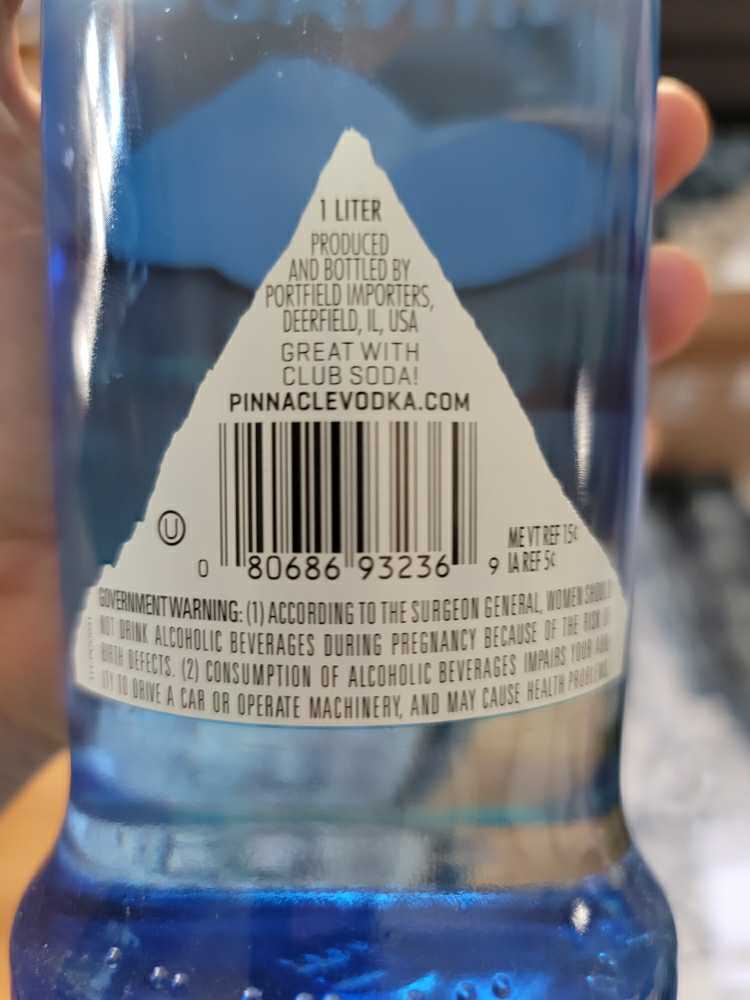 1 LITER
PRODUCED
AND BOTTLED BY
PORTFIELD IMPORTERS,
DEERFIELD, IL, USA
GREAT WITH
CLUB SODA!
PINNACLEVODKA.COM
U
ME VT REF 15¢
IA REF 5¢
0 80686 93236 9
GOVERNMENT WARNING: (1) ACCORDING TO THE SURGEON GENERAL, WOMEN SHOULD
NOT DRINK ALCOHOLIC BEVERAGES DURING PREGNANCY BECAUSE OF THE RISK OF
BIRTH DEFECTS. (2) CONSUMPTION OF ALCOHOLIC BEVERAGES IMPAIRS YOUR ABIL
ITY TO DRIVE A CAR OR OPERATE MACHINERY, AND MAY CAUSE HEALTH PROBLEMS.